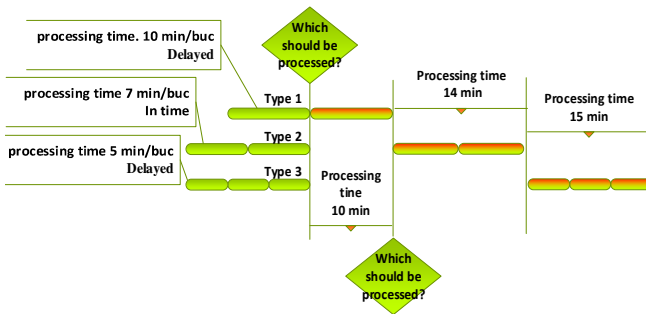 processing time. 10 min/buc
Delayed
processing time 7 min/buc
In time
processing time 5 min/buc
Delayed
Which
should be
processed?
Type 1
Type 2
Type 3
Processing
tine
10 min
Processing time
14 min
Processing time
15 min
Which
should be
processed?